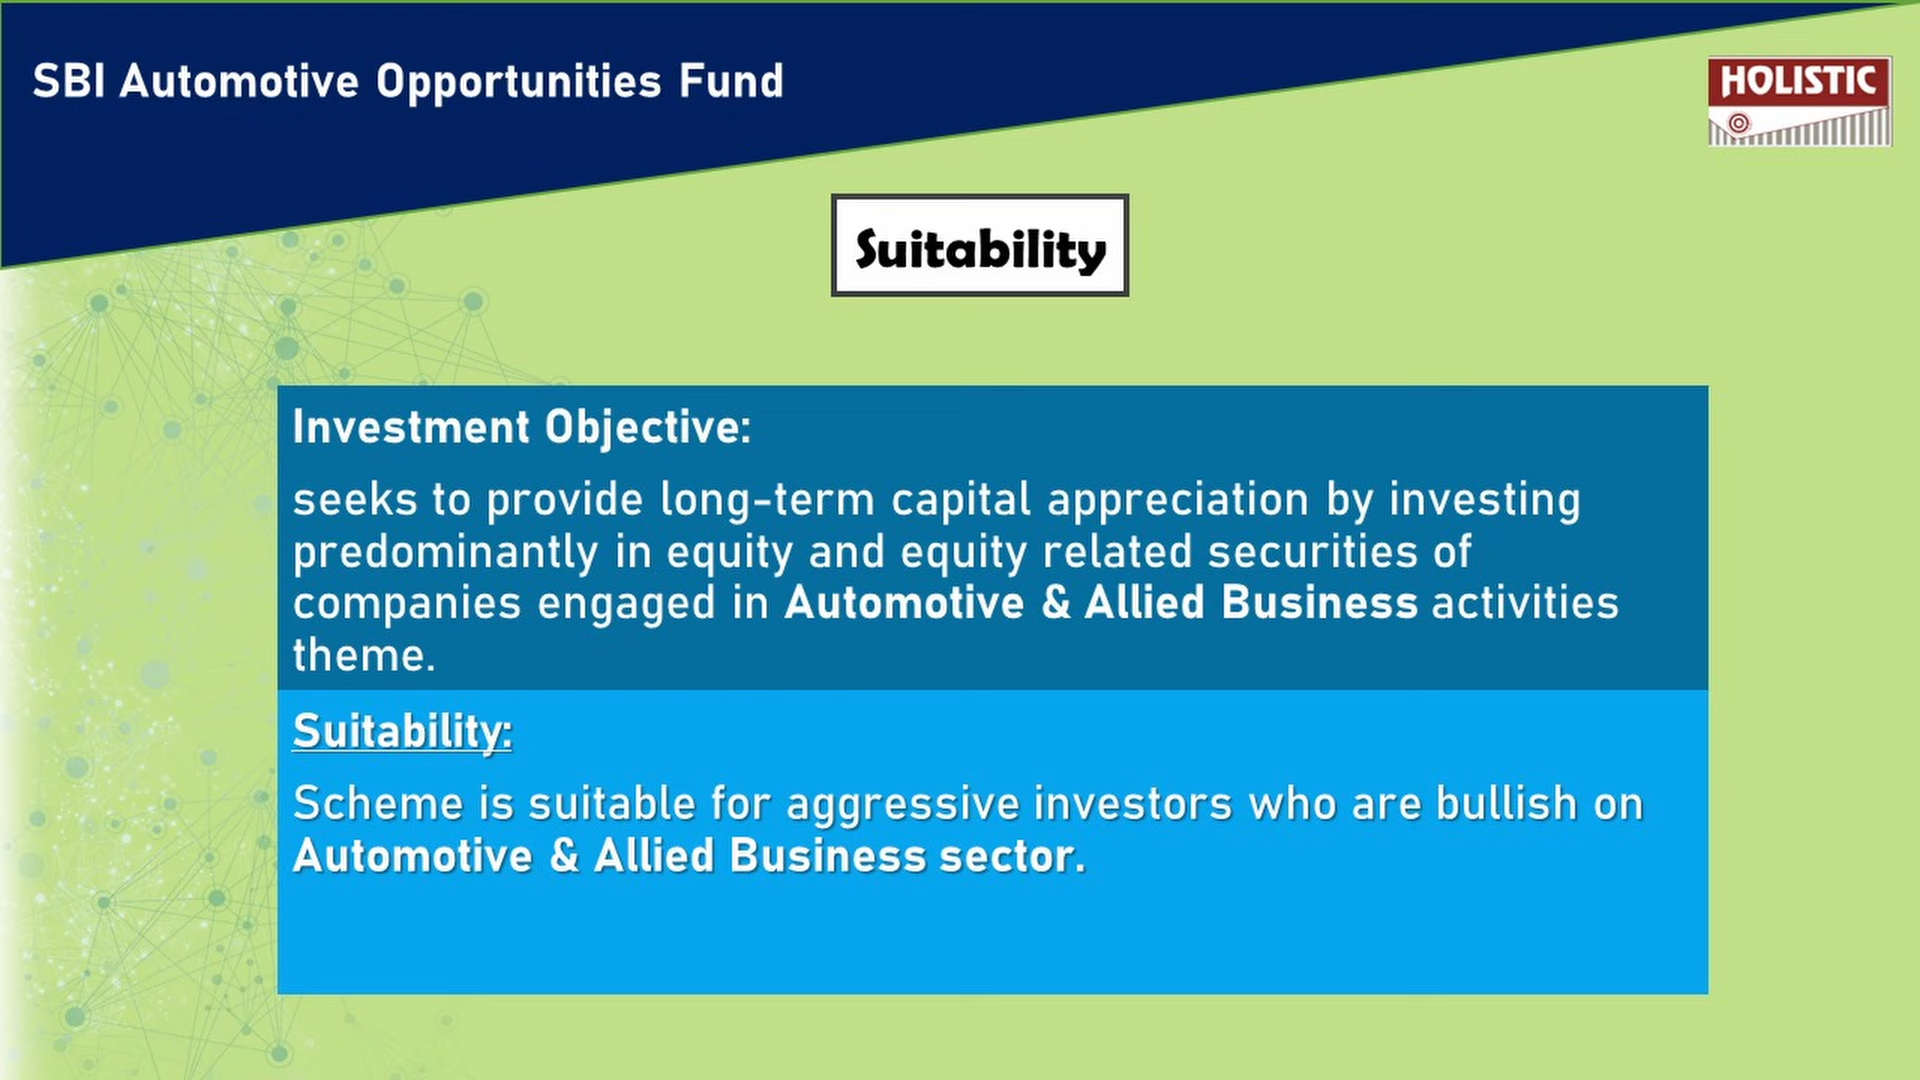 SBI Automotive Opportunities Fund
HOLISTIC
Suitability
Investment Objective:
seeks to provide long-term capital appreciation by investing
predominantly in equity and equity related securities of
companies engaged in Automotive & Allied Business activities
theme.
Suitability:
Scheme is suitable for aggressive investors who are bullish on
Automotive & Allied Business sector.